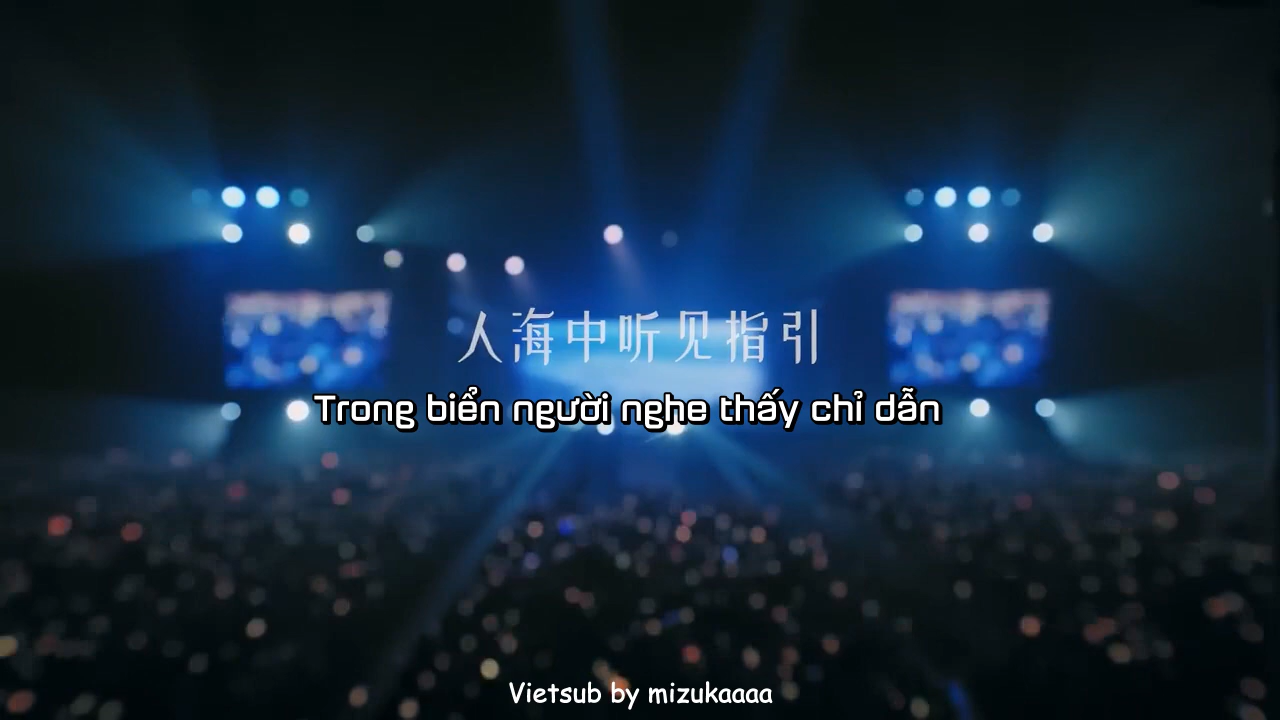 人海中听见指引
Trong biển người nghe thấy chỉ dẫn
Vietsub by mizukaaaa